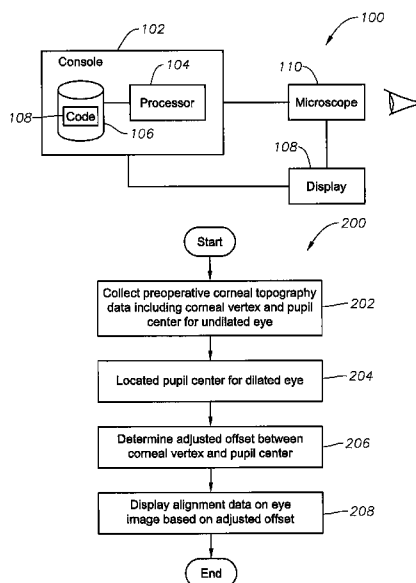 102
100
Console
104
110
Processor
Microscope
108
Code
106
108
Display
200
Start
Collect preoperative corneal topography
data including corneal vertex and pupil
center for undilated eye
202
Located pupil center for dilated eye
204
Determine adjusted offset between
corneal vertex and pupil center
206
Display alignment data on eye
image based on adjusted offset
208
End